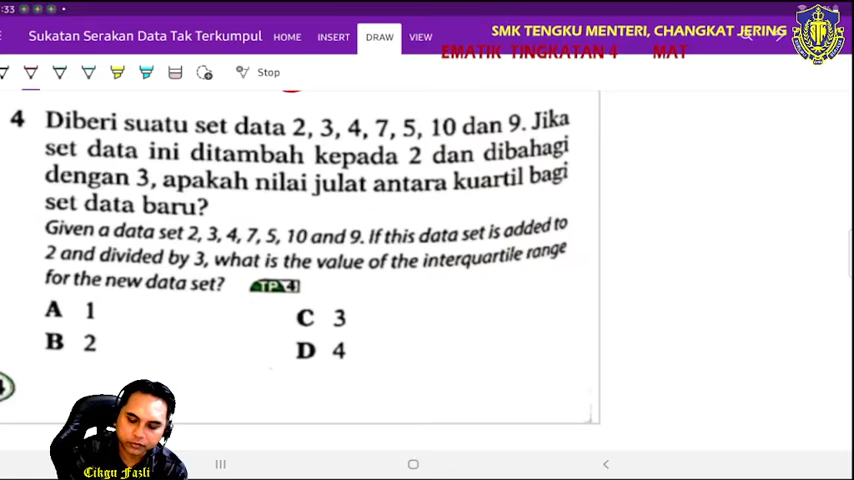 :33
Sukatan Serakan Data Tak Terkumpul
HOME
INSERT
DRAW
VIEW
SMK TENGKU MENTERI, CHANGKAT JERING
EMATIK TINGKATAN 4 MAT
Stop
4 Diberi suatu set data 2, 3, 4, 7, 5, 10 dan 9. Jika
set data ini ditambah kepada 2 dan dibahagi
dengan 3, apakah nilai julat antara kuartil bagi
set data baru?
Given a data set 2, 3, 4, 7, 5, 10 and 9. If this data set is added to
2 and divided by 3, what is the value of the interquartile range
for the new data set? TP 4
A 1
C 3
B 2
D 4
Cikgu Fazli